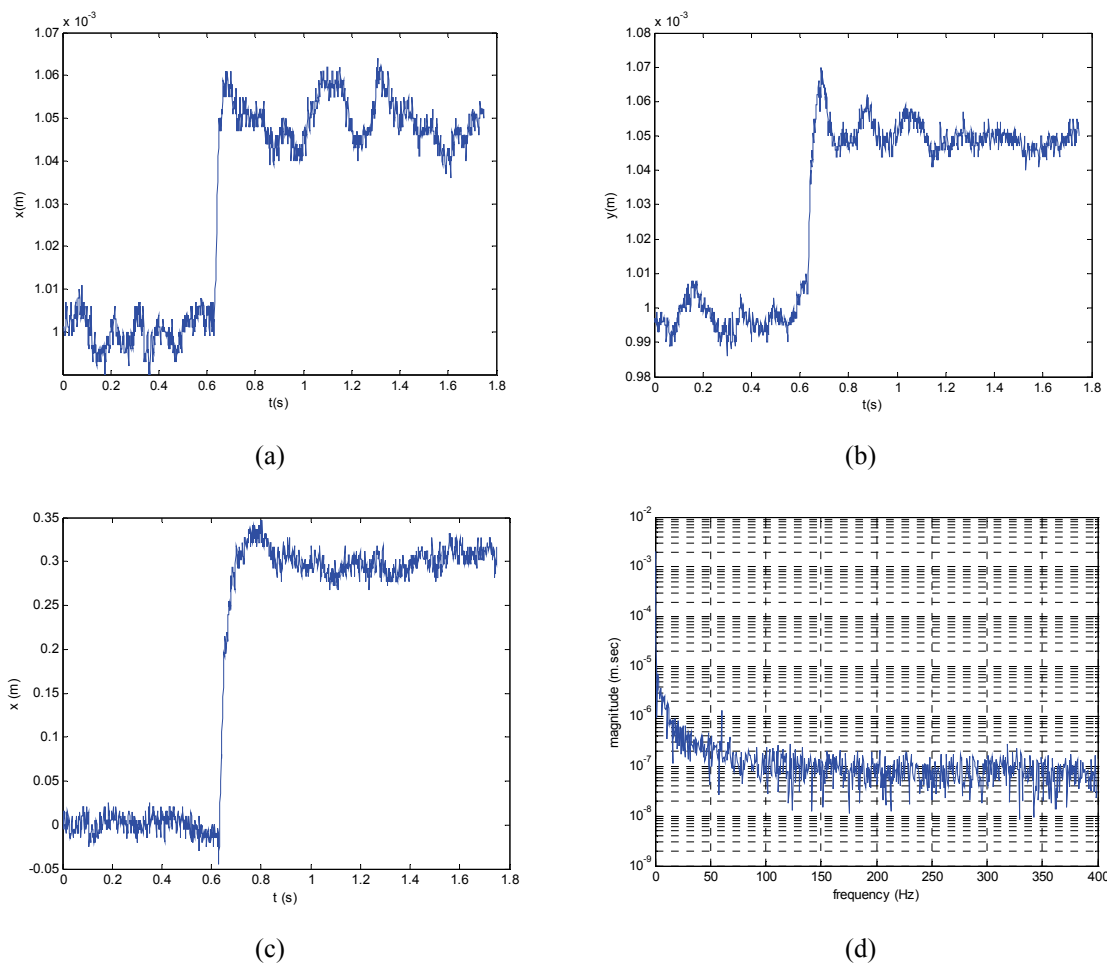 x 10^-3
1.07
1.06
1.05
1.04
1.03
1.02
1.01
1
x(m)
0 0.2 0.4 0.6 0.8 1 1.2 1.4 1.6 1.8
t(s)
(a)
x 10^-3
1.08
1.07
1.06
1.05
1.04
1.03
1.02
1.01
1
0.99
0.98
y(m)
0 0.2 0.4 0.6 0.8 1 1.2 1.4 1.6 1.8
t(s)
(b)
0.35
0.3
0.25
0.2
0.15
0.1
0.05
0
-0.05
x (m)
0 0.2 0.4 0.6 0.8 1 1.2 1.4 1.6 1.8
t (s)
(c)
10^-2
10^-3
10^-4
10^-5
10^-6
10^-7
10^-8
10^-9
magnitude (m.sec)
0 50 100 150 200 250 300 350 400
frequency (Hz)
(d)